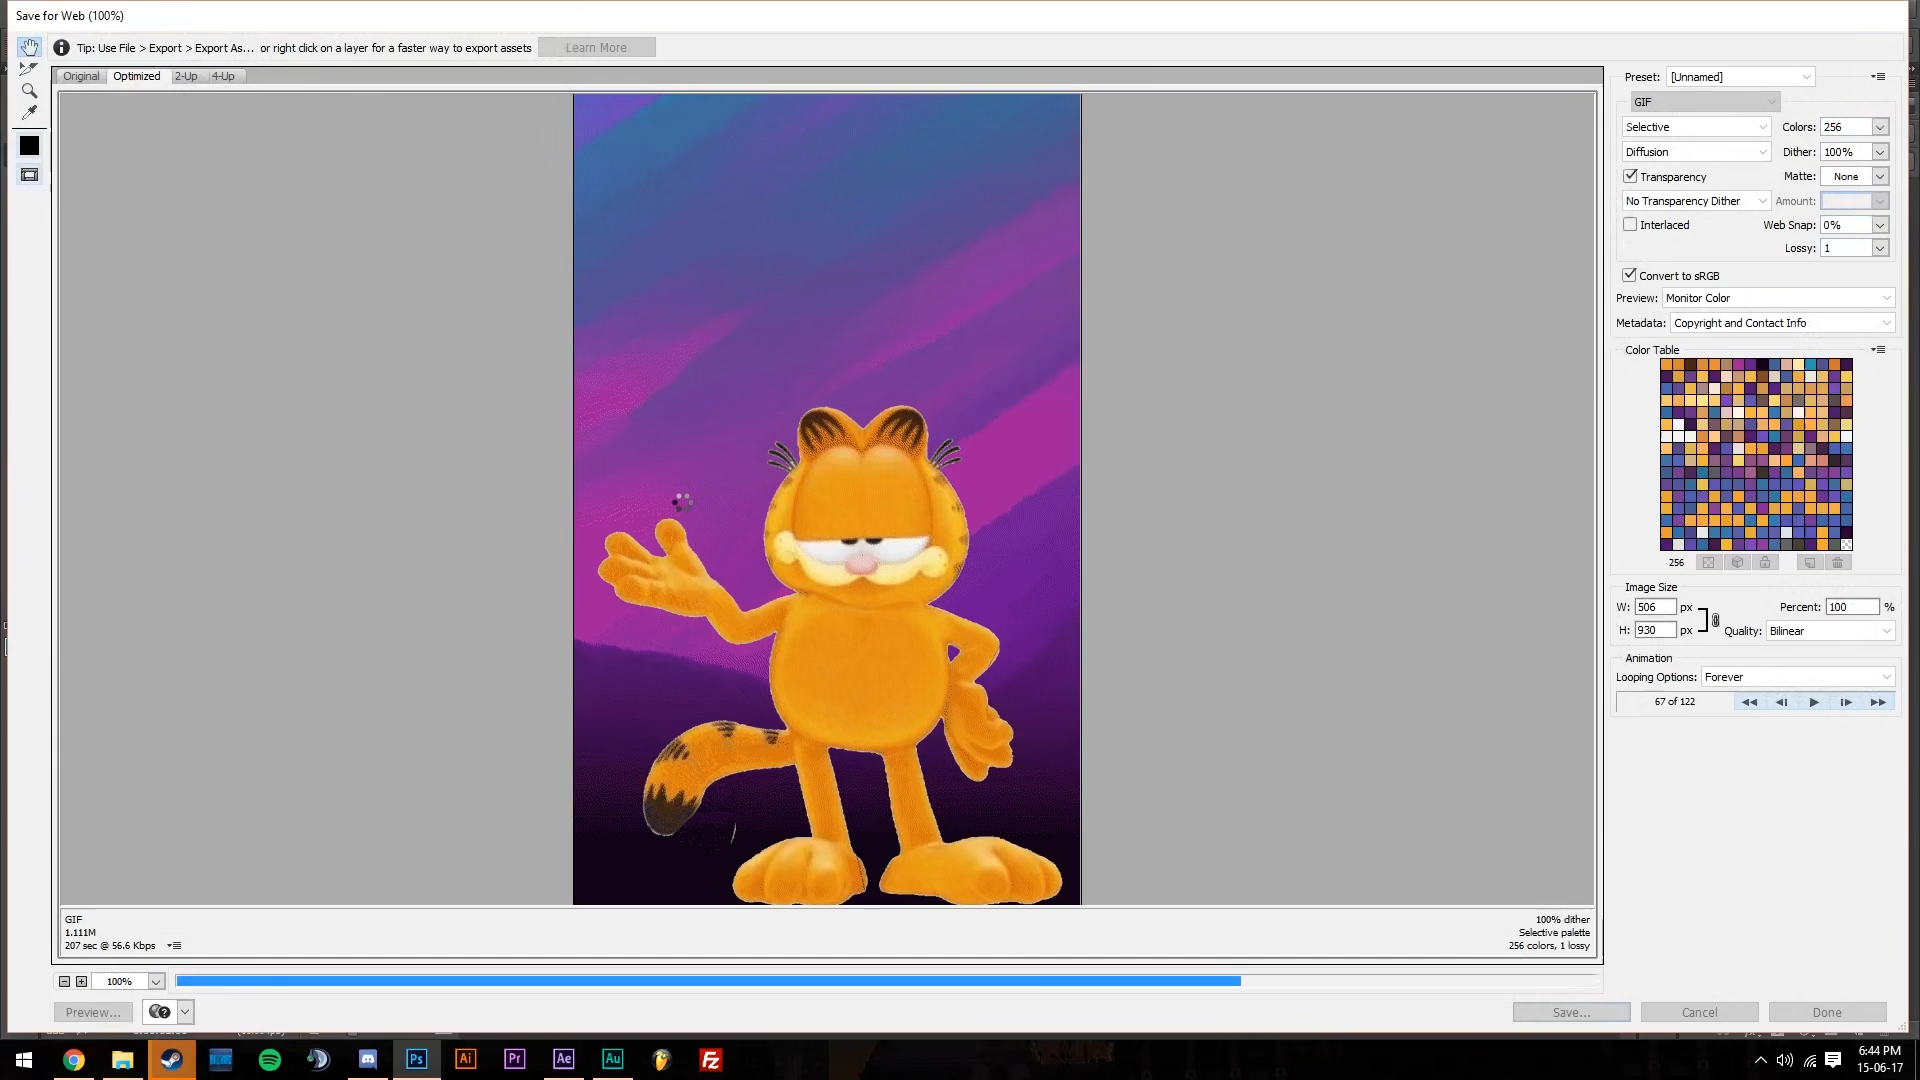 Save for Web (100%)
Tip: Use File > Export > Export As... or right click on a layer for a faster way to export assets
Learn More
Original
Optimized
2-Up
4-Up
Preset: [Unnamed]
GIF
Selective
Colors: 256
Diffusion
Dither: 100%
Transparency
Matte: None
No Transparency Dither
Amount:
Interlaced
Web Snap: 0%
Lossy: 1
Convert to sRGB
Preview: Monitor Color
Metadata: Copyright and Contact Info
Color Table
256
Image Size
W: 506 px
Percent: 100 %
H: 930 px
Quality: Bilinear
Animation
Looping Options: Forever
67 of 122
GIF
1.111M
207 sec @ 56.6 Kbps
100% dither
Selective palette
256 colors, 1 lossy
100%
Preview...
Save...
Cancel
Done
Ps
Ai
Pr
Ae
Au
Fz
6:44 PM
15-06-17